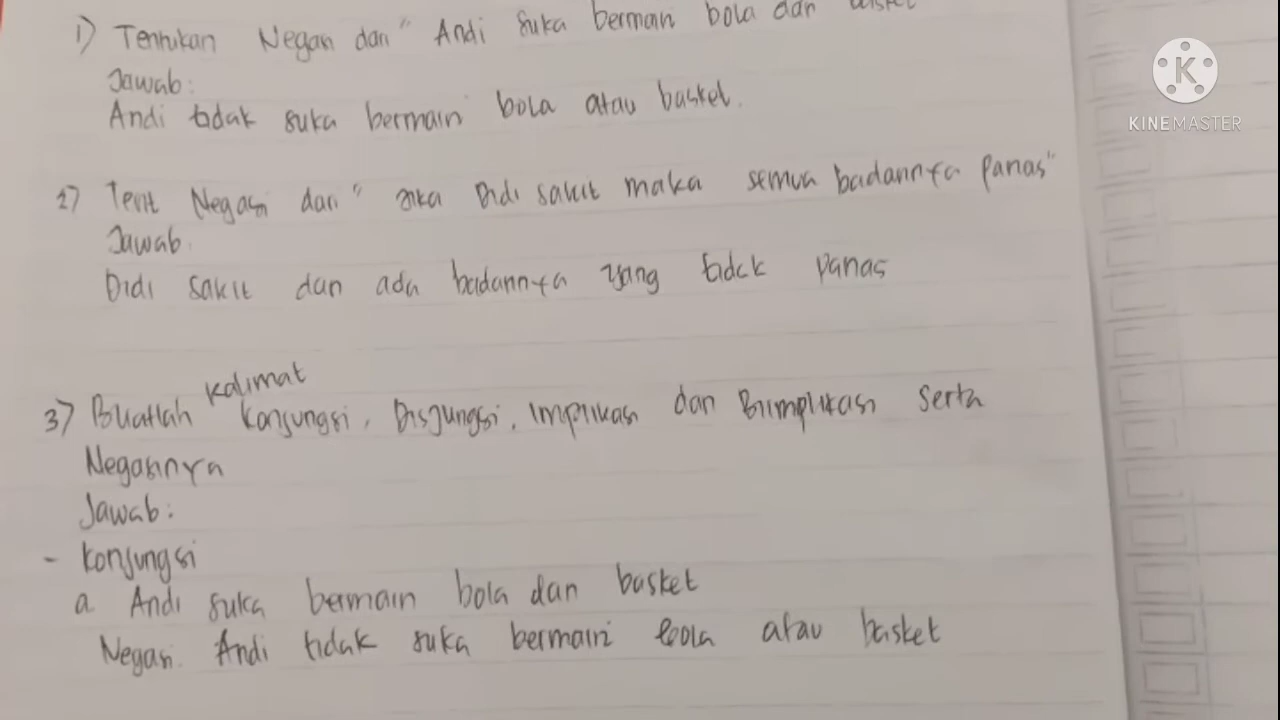 1) Tentukan Negasi dari " Andi suka bermain bola dan basket
Jawab:
Andi tidak suka bermain bola atau basket.
2) Tent Negasi dari " Jika Didi sakit maka semua badannya panas"
Jawab.
Didi sakit dan ada badannya yang tidak panas
3) Buatlah kalimat Konjungsi, Disjungsi, Implikasi dan Biimplikasi serta
Negasinya
Jawab:
- Konjungsi
a. Andi suka bermain bola dan basket
Negasi. Andi tidak suka bermain bola atau basket
K
KINEMASTER